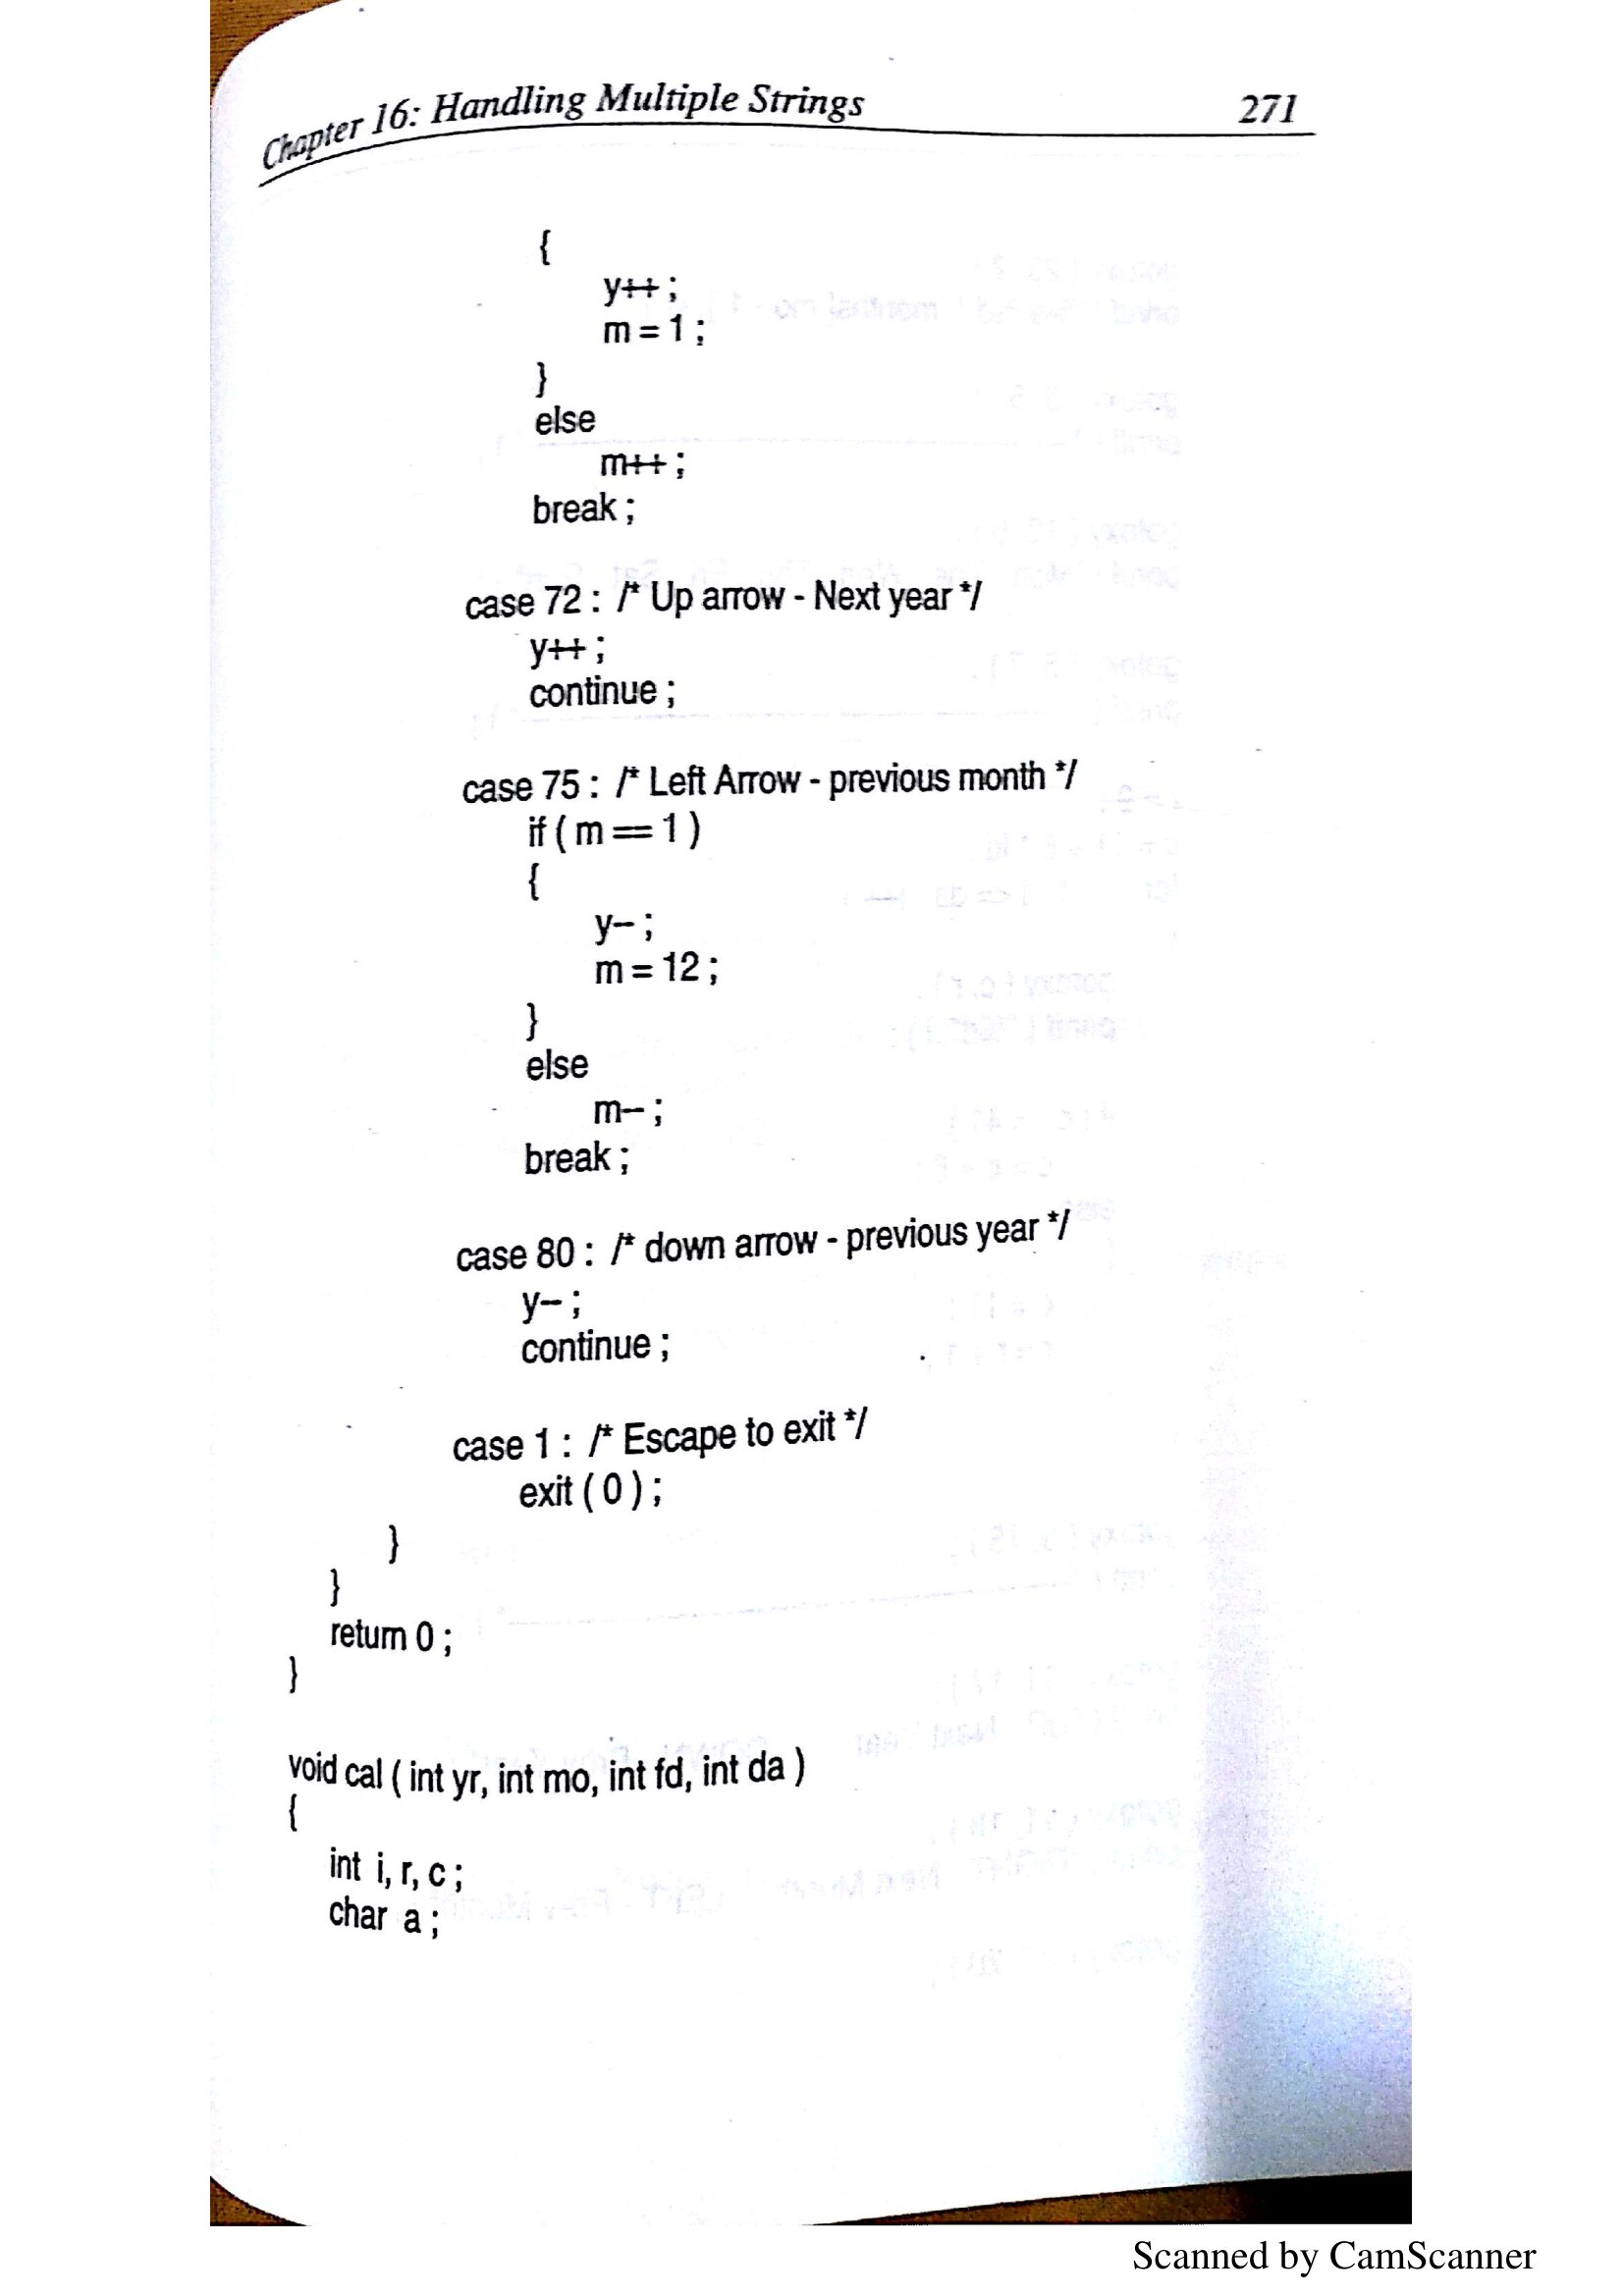 Chapter 16: Handling Multiple Strings 271
{
y++ ;
m = 1 ;
}
else
m++ ;
break ;
case 72 : /* Up arrow - Next year */
y++ ;
continue ;
case 75 : /* Left Arrow - previous month */
if ( m == 1 )
{
y-- ;
m = 12 ;
}
else
m-- ;
break ;
case 80 : /* down arrow - previous year */
y-- ;
continue ;
case 1 : /* Escape to exit */
exit ( 0 ) ;
}
}
return 0 ;
}
void cal ( int yr, int mo, int fd, int da )
{
int i, r, c ;
char a ;
Scanned by CamScanner